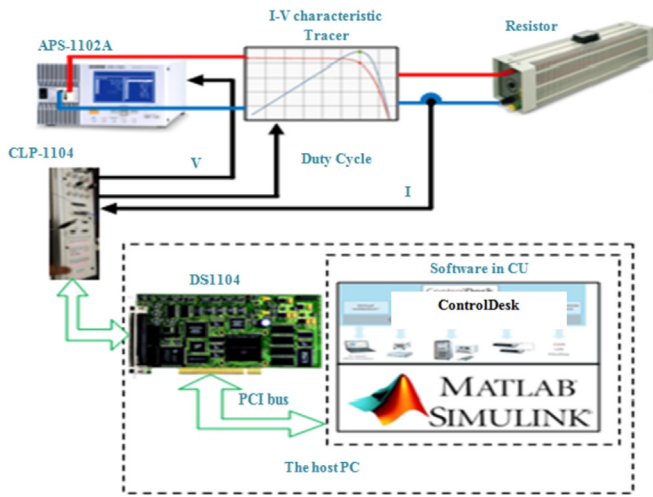 I-V characteristic
Tracer
APS-1102A
Resistor
CLP-1104
V
Duty Cycle
I
DS1104
Software in CU
ControlDesk
MATLAB
SIMULINK
PCI bus
The host PC